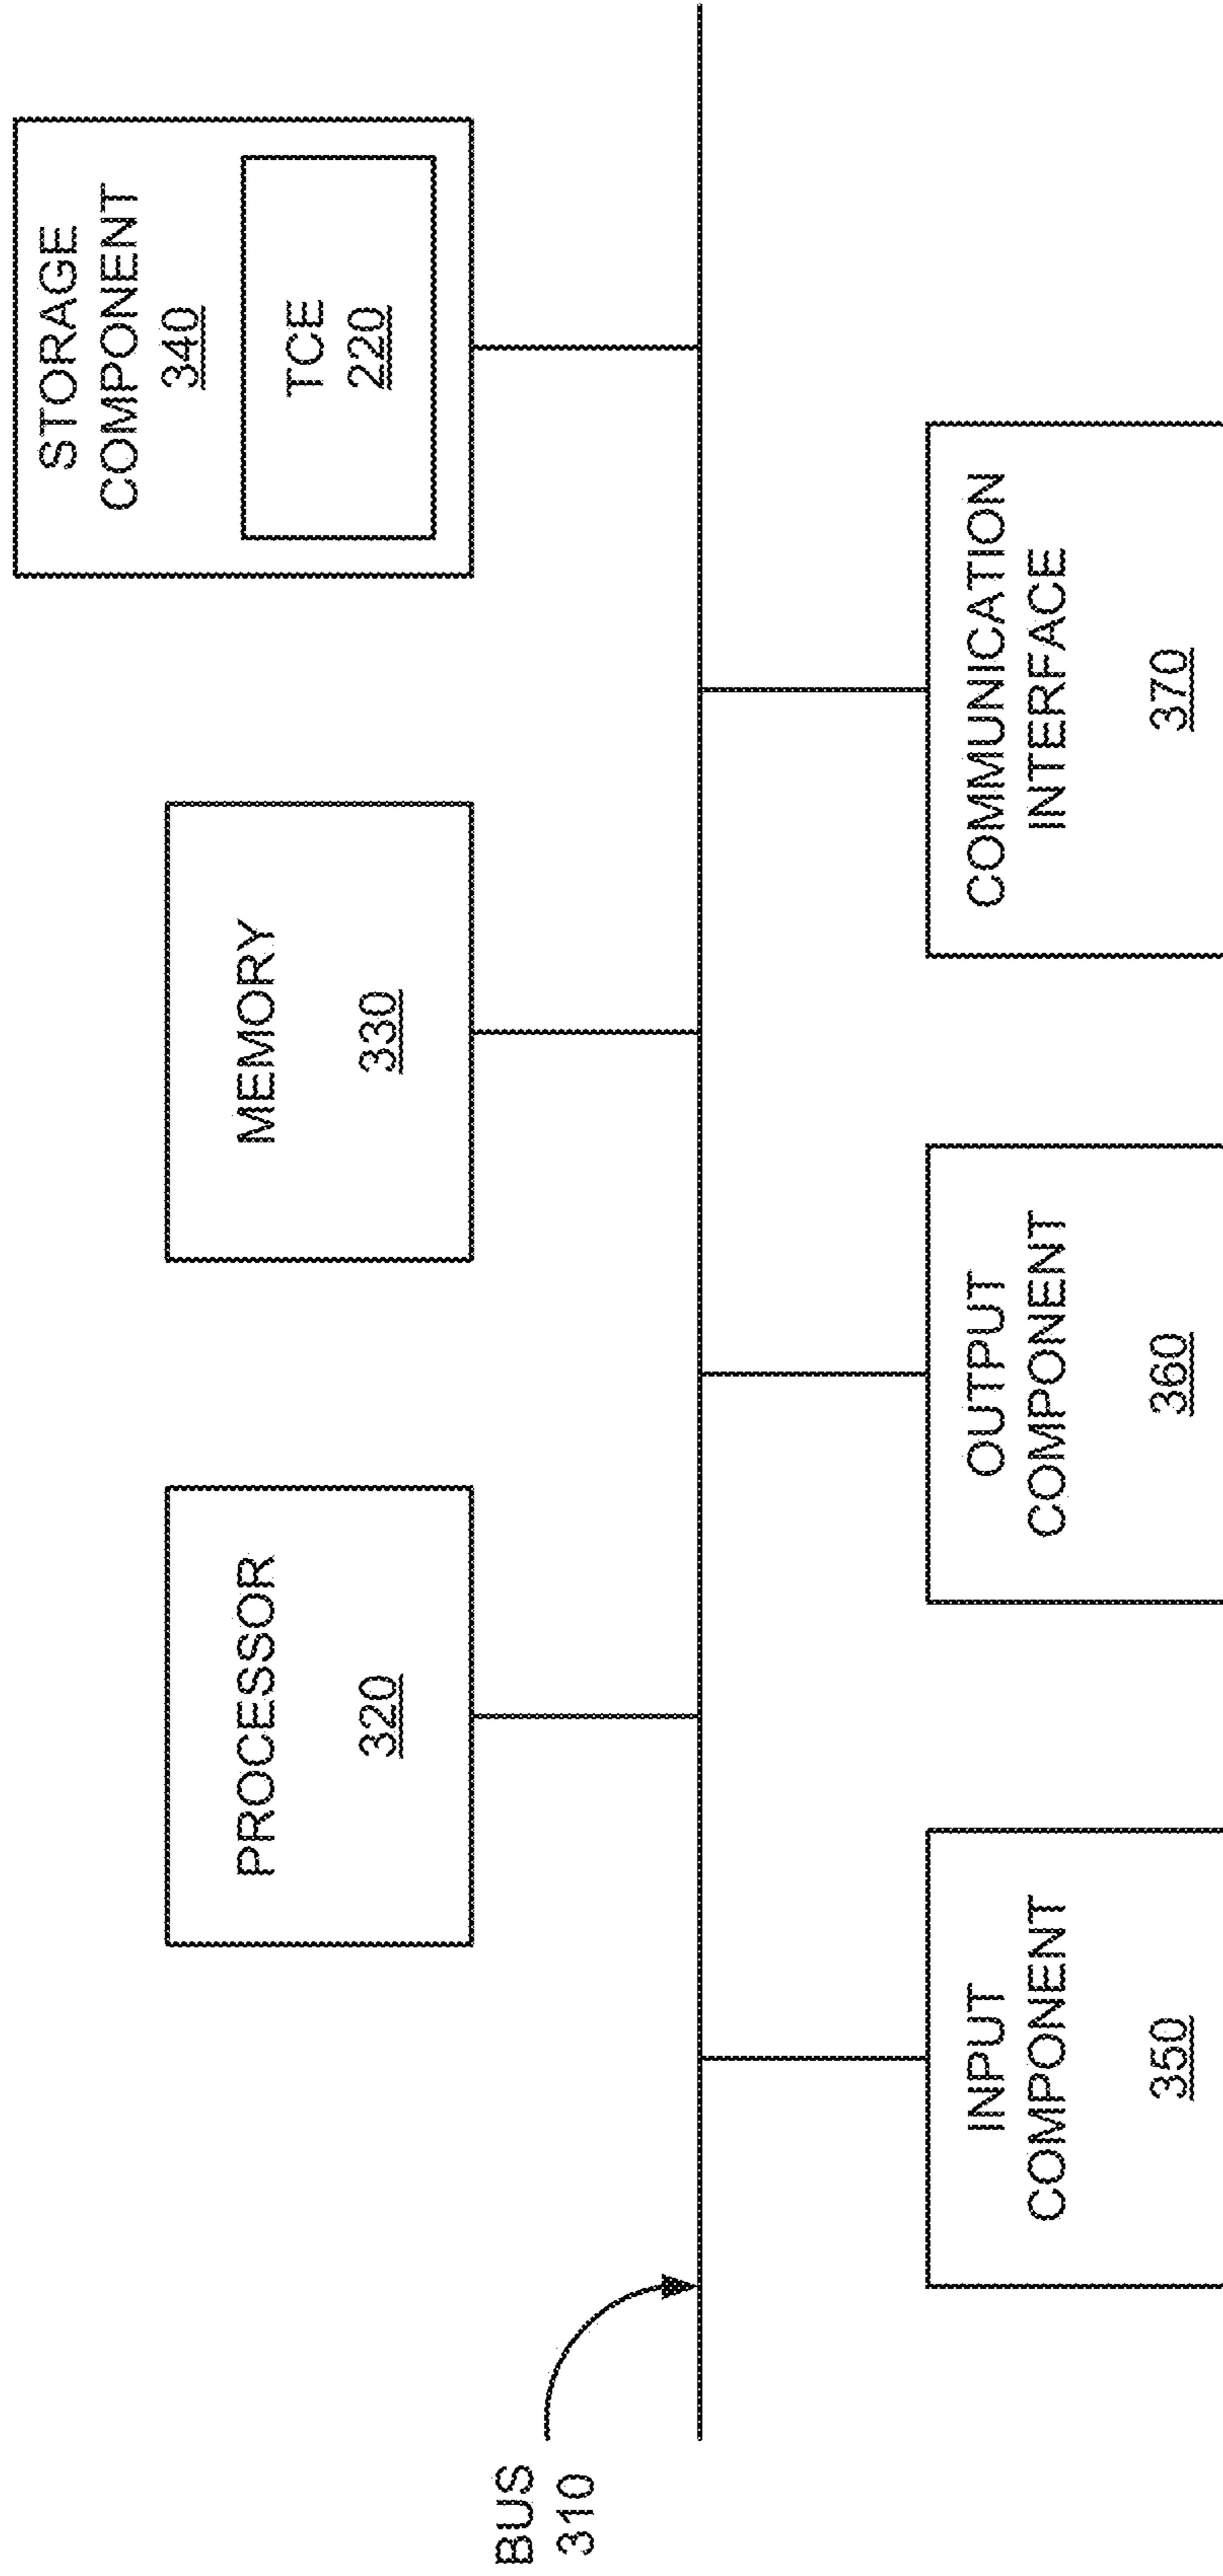 PROCESSOR
320
MEMORY
330
STORAGE
COMPONENT
340
TCE
220
BUS
310
INPUT
COMPONENT
350
OUTPUT
COMPONENT
360
COMMUNICATION
INTERFACE
370